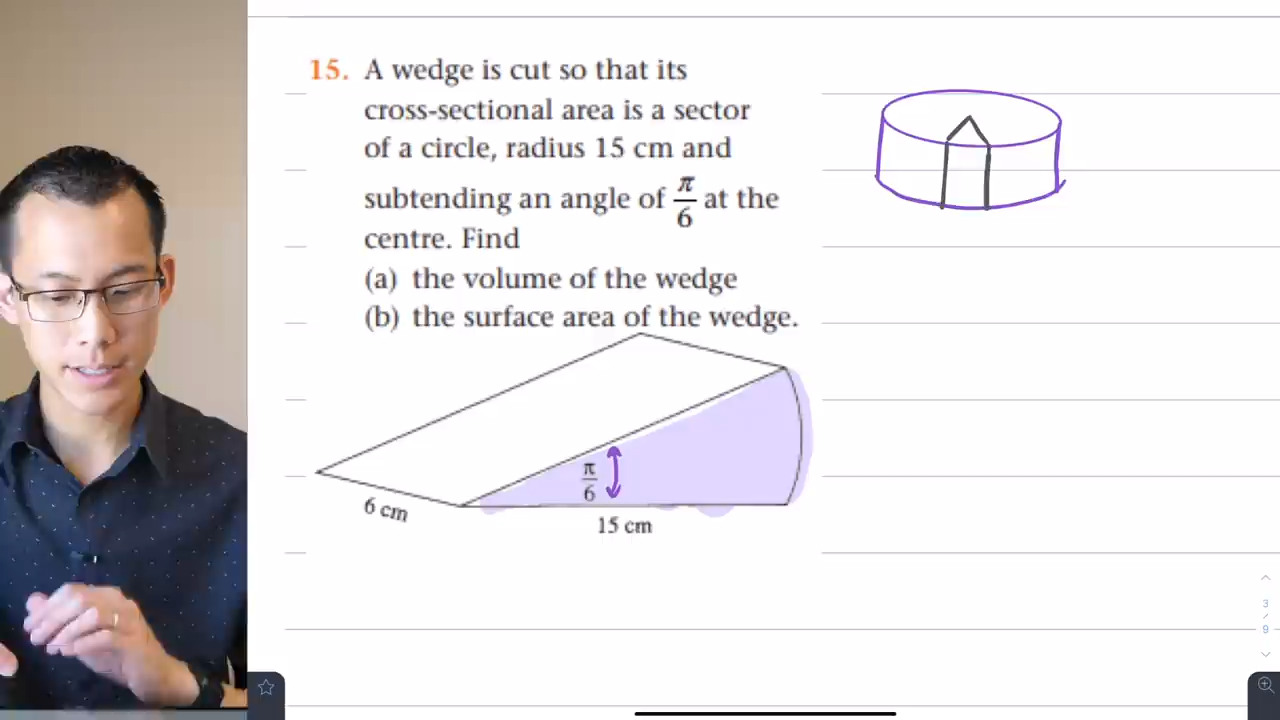 15. A wedge is cut so that its
cross-sectional area is a sector
of a circle, radius 15 cm and
subtending an angle of π/6 at the
centre. Find
(a) the volume of the wedge
(b) the surface area of the wedge.
π
6
6 cm
15 cm
3
/
9